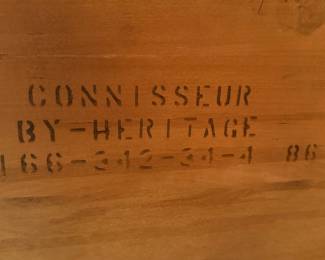 CONNISSEUR
BY-HERITAGE
166-342-34-4 86